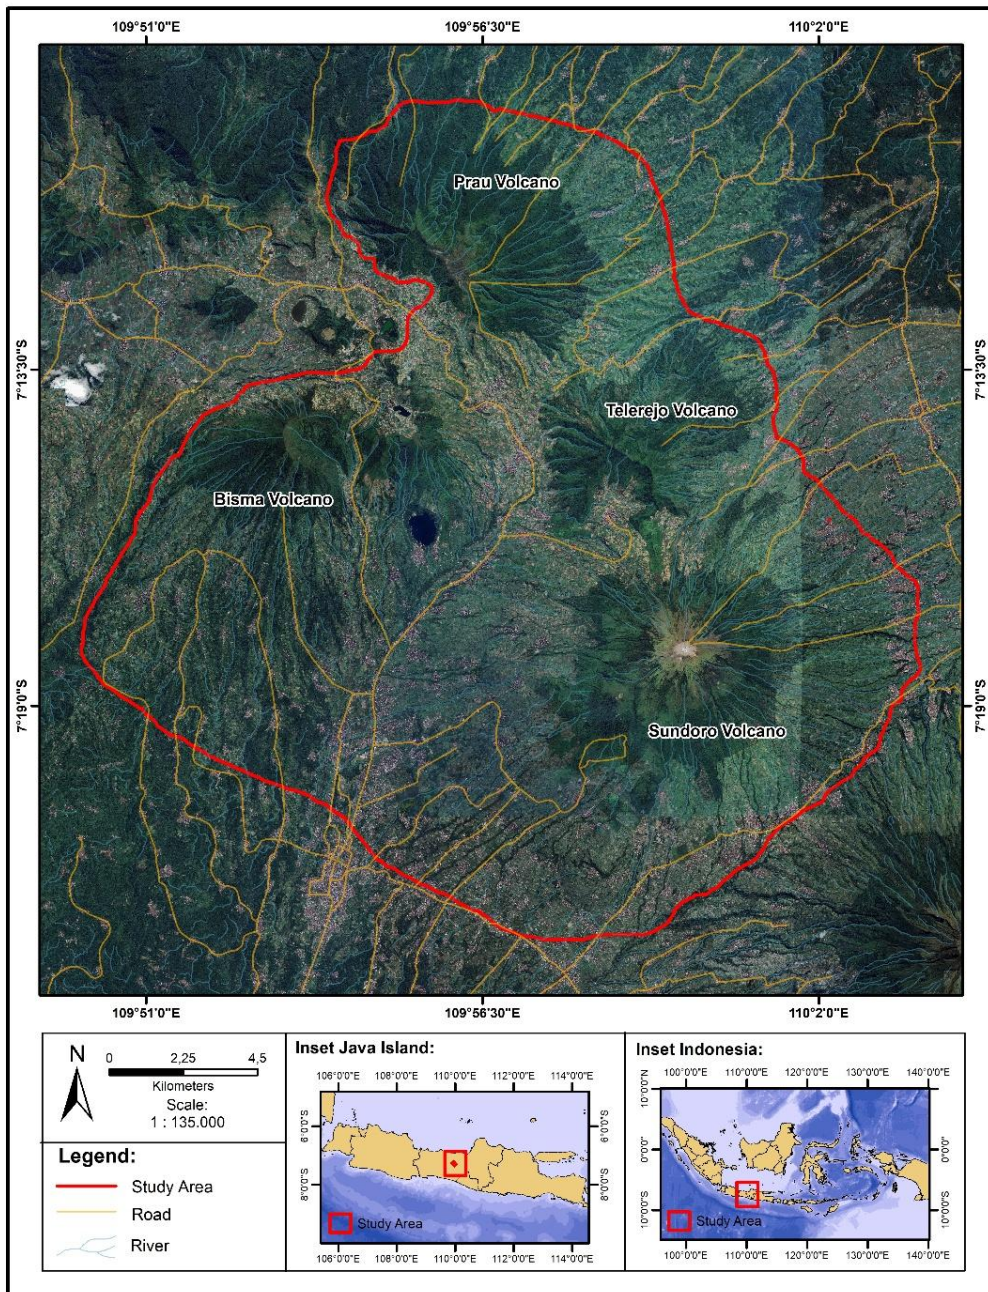 109°51'0"E 109°56'30"E 110°2'0"E
Prau Volcano
7°13'30"S 7°13'30"S
Telerejo Volcano
Bisma Volcano
7°19'0"S 7°19'0"S
Sundoro Volcano
109°51'0"E 109°56'30"E 110°2'0"E
N
0 2,25 4,5
Kilometers
Scale:
1 : 135.000
Legend:
Study Area
Road
River
Inset Java Island:
106°0'0"E 108°0'0"E 110°0'0"E 112°0'0"E 114°0'0"E
6°0'0"S 6°0'0"S
8°0'0"S 8°0'0"S
Study Area
106°0'0"E 108°0'0"E 110°0'0"E 112°0'0"E 114°0'0"E
Inset Indonesia:
100°0'0"E 110°0'0"E 120°0'0"E 130°0'0"E 140°0'0"E
10°0'0"N
0°0'0" 0°0'0"
10°0'0"S 10°0'0"S
Study Area
100°0'0"E 110°0'0"E 120°0'0"E 130°0'0"E 140°0'0"E